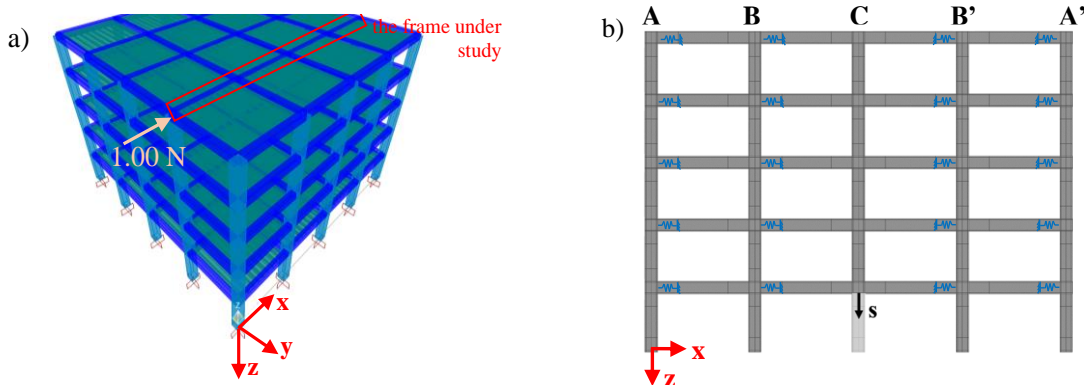 a)
the frame under
study
1.00 N
x
y
z
b)
A
B
C
B’
A’
s
x
z